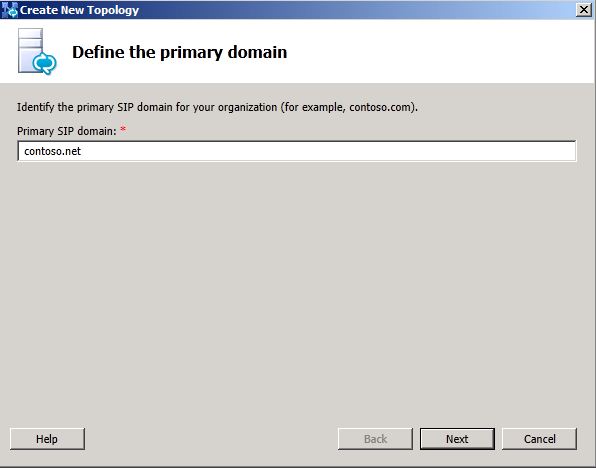 Create New Topology
Define the primary domain
Identify the primary SIP domain for your organization (for example, contoso.com).
Primary SIP domain: *
contoso.net
Help
Back
Next
Cancel